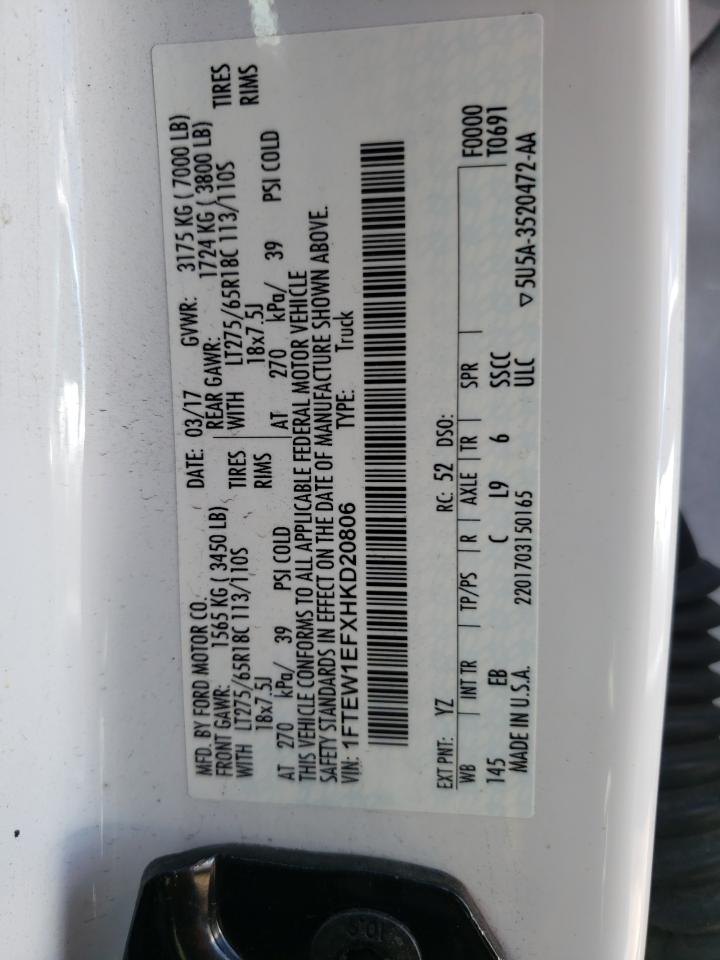 MFD. BY FORD MOTOR CO.
DATE: 03/17 GVWR: 3175 KG ( 7000 LB)
FRONT GAWR: 1565 KG ( 3450 LB) REAR GAWR: 1724 KG ( 3800 LB)
WITH LT275/65R18C 113/110S TIRES WITH LT275/65R18C 113/110S TIRES
18x7.5J RIMS 18x7.5J RIMS
AT 270 kPa/ 39 PSI COLD AT 270 kPa/ 39 PSI COLD
THIS VEHICLE CONFORMS TO ALL APPLICABLE FEDERAL MOTOR VEHICLE
SAFETY STANDARDS IN EFFECT ON THE DATE OF MANUFACTURE SHOWN ABOVE.
VIN: 1FTEW1EFXHKD20806 TYPE: Truck
EXT PNT: YZ RC: 52 DSO:
WB INT TR TP/PS R AXLE TR SPR F0000
145 EB C L9 6 SSCC T0691
MADE IN U.S.A. 2201703150165 ULC ▽5U5A-3520472-AA